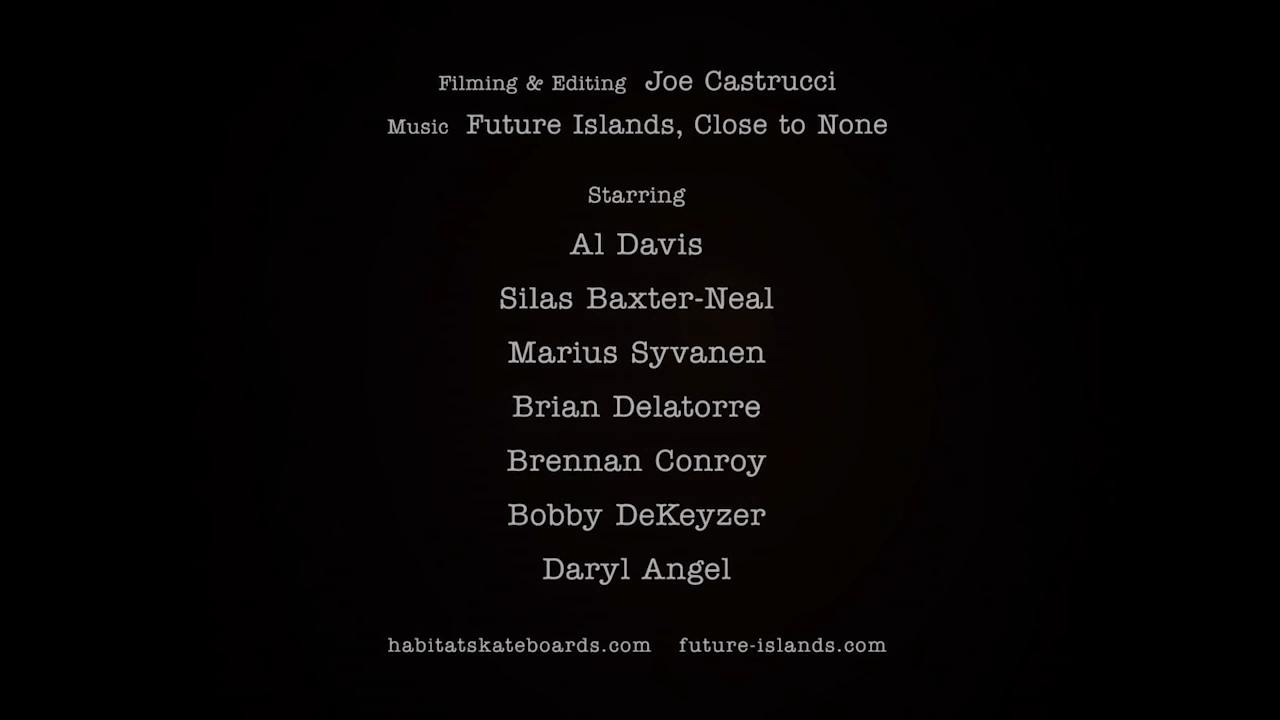 Filming & Editing Joe Castrucci
Music Future Islands, Close to None
Starring
Al Davis
Silas Baxter-Neal
Marius Syvanen
Brian Delatorre
Brennan Conroy
Bobby DeKeyzer
Daryl Angel
habitatskateboards.com future-islands.com